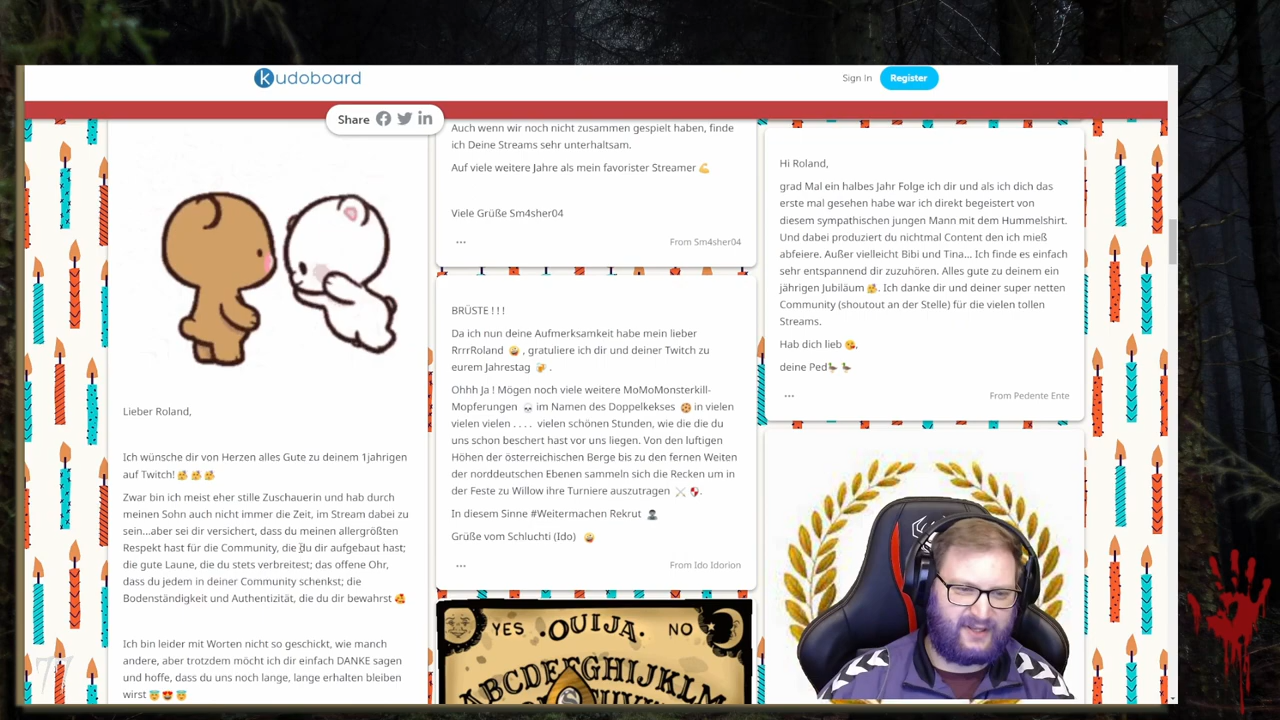 kudoboard
Sign In
Register
Share
Lieber Roland,
Ich wünsche dir von Herzen alles Gute zu deinem 1jahrigen
auf Twitch! 🥳 🥳 🥳
Zwar bin ich meist eher stille Zuschauerin und hab durch
meinen Sohn auch nicht immer die Zeit, im Stream dabei zu
sein...aber sei dir versichert, dass du meinen allergrößten
Respekt hast für die Community, die du dir aufgebaut hast;
die gute Laune, die du stets verbreitest; das offene Ohr,
dass du jedem in deiner Community schenkst; die
Bodenständigkeit und Authentizität, die du dir bewahrst 🥰
Ich bin leider mit Worten nicht so geschickt, wie manch
andere, aber trotzdem möcht ich dir einfach DANKE sagen
und hoffe, dass du uns noch lange, lange erhalten bleiben
wirst 😇 😍 😇
Auch wenn wir noch nicht zusammen gespielt haben, finde
ich Deine Streams sehr unterhaltsam.
Auf viele weitere Jahre als mein favorister Streamer 💪
Viele Grüße Sm4sher04
... From Sm4sher04
BRÜSTE ! ! !
Da ich nun deine Aufmerksamkeit habe mein lieber
RrrrRoland 🤪 , gratuliere ich dir und deiner Twitch zu
eurem Jahrestag 🍻 .
Ohhh Ja ! Mögen noch viele weitere MoMoMonsterkill-
Mopferungen 💀 im Namen des Doppelkekses 🍪 in vielen
vielen vielen . . . . vielen schönen Stunden, wie die die du
uns schon beschert hast vor uns liegen. Von den luftigen
Höhen der österreichischen Berge bis zu den fernen Weiten
der norddeutschen Ebenen sammeln sich die Recken um in
der Feste zu Willow ihre Turniere auszutragen ⚔ 🛡.
In diesem Sinne #Weitermachen Rekrut 👤
Grüße vom Schluchti (Ido) 😜
... From Ido Idorion
YES OUIJA NO
ABCDEFGHIJKLM
Hi Roland,
grad Mal ein halbes Jahr Folge ich dir und als ich dich das
erste mal gesehen habe war ich direkt begeistert von
diesem sympathischen jungen Mann mit dem Hummelshirt.
Und dabei produziert du nichtmal Content den ich mieß
abfeiere. Außer vielleicht Bibi und Tina... Ich finde es einfach
sehr entspannend dir zuzuhören. Alles gute zu deinem ein
jährigen Jubiläum 🥳. Ich danke dir und deiner super netten
Community (shoutout an der Stelle) für die vielen tollen
Streams.
Hab dich lieb 😘,
deine Ped🦆 🦆
... From Pedente Ente